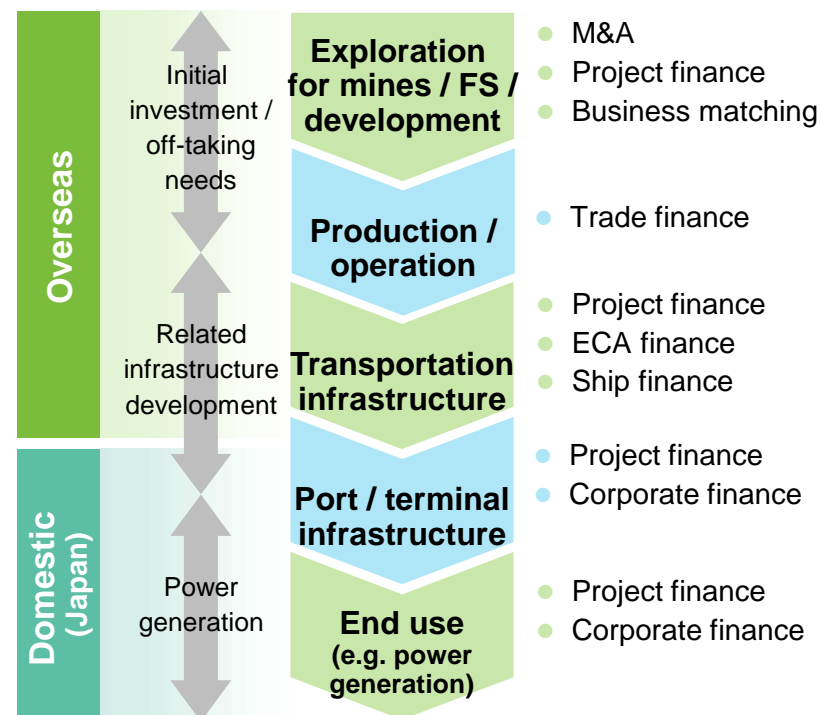 Overseas
Initial
investment /
off-taking
needs
Related
infrastructure
development
Domestic
(Japan)
Power
generation
Exploration
for mines / FS /
development
M&A
Project finance
Business matching
Production /
operation
Trade finance
Transportation
infrastructure
Project finance
ECA finance
Ship finance
Port / terminal
infrastructure
Project finance
Corporate finance
End use
(e.g. power
generation)
Project finance
Corporate finance